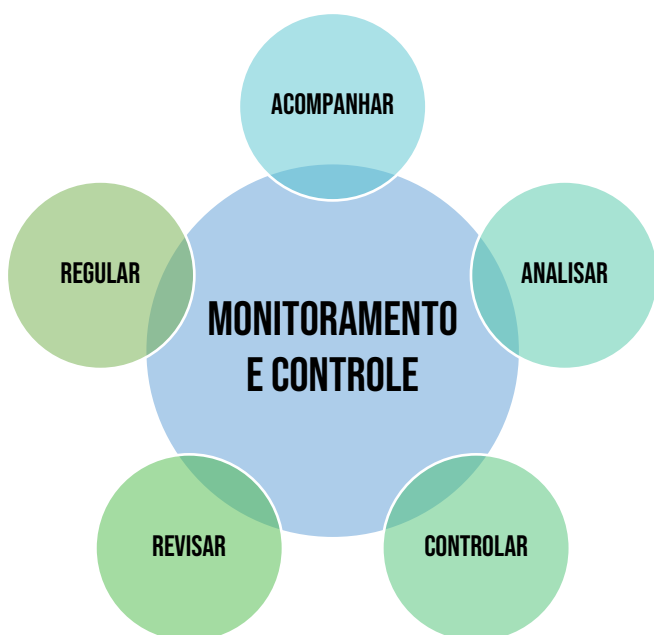 ACOMPANHAR
REGULAR
ANALISAR
MONITORAMENTO
E CONTROLE
REVISAR
CONTROLAR